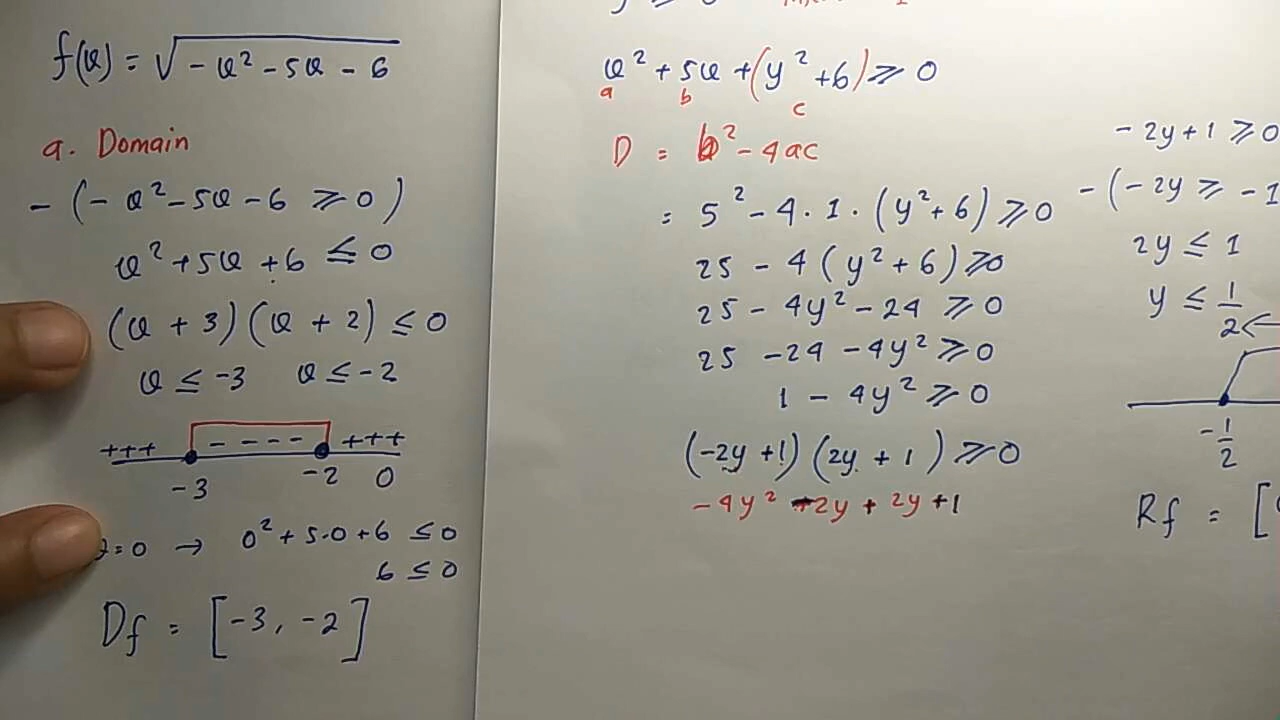 f(x) = √-x² - 5x - 6
a. Domain
- (- x² - 5x - 6 ≥ 0)
x² + 5x + 6 ≤ 0
(x + 3)(x + 2) ≤ 0
x ≤ -3 x ≤ -2
+++ - - - - +++
-3 -2 0
=0 → 0² + 5.0 + 6 ≤ 0
6 ≤ 0
Df = [-3, -2]
x² + 5x + (y² + 6) ≥ 0
a b c
D = b² - 4ac
= 5² - 4 . 1 . (y² + 6) ≥ 0
25 - 4 (y² + 6) ≥ 0
25 - 4y² - 24 ≥ 0
25 - 24 - 4y² ≥ 0
1 - 4y² ≥ 0
(-2y + 1)(2y + 1) ≥ 0
-4y² - 2y + 2y + 1
- 2y + 1 ≥ 0
- (- 2y ≥ -1
2y ≤ 1
y ≤ 1/2 ←
-1/2
Rf = [